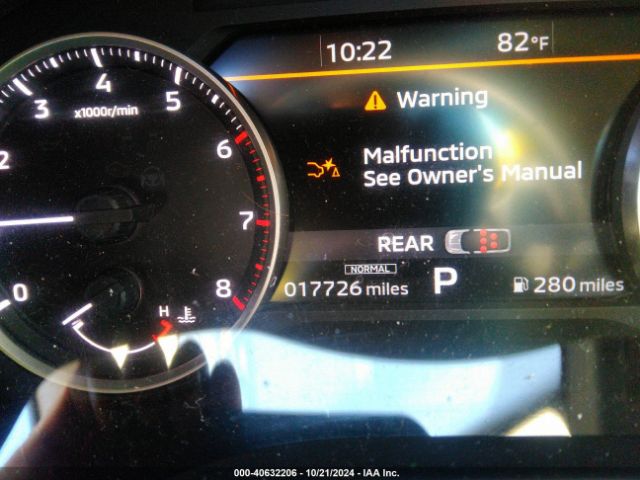 10:22 82°F
Warning
Malfunction
See Owner's Manual
REAR
NORMAL
017726 miles P 280 miles
2 3 4 5 6 7 8
x1000r/min
0
H
000-40632206 - 10/21/2024 - IAA Inc.